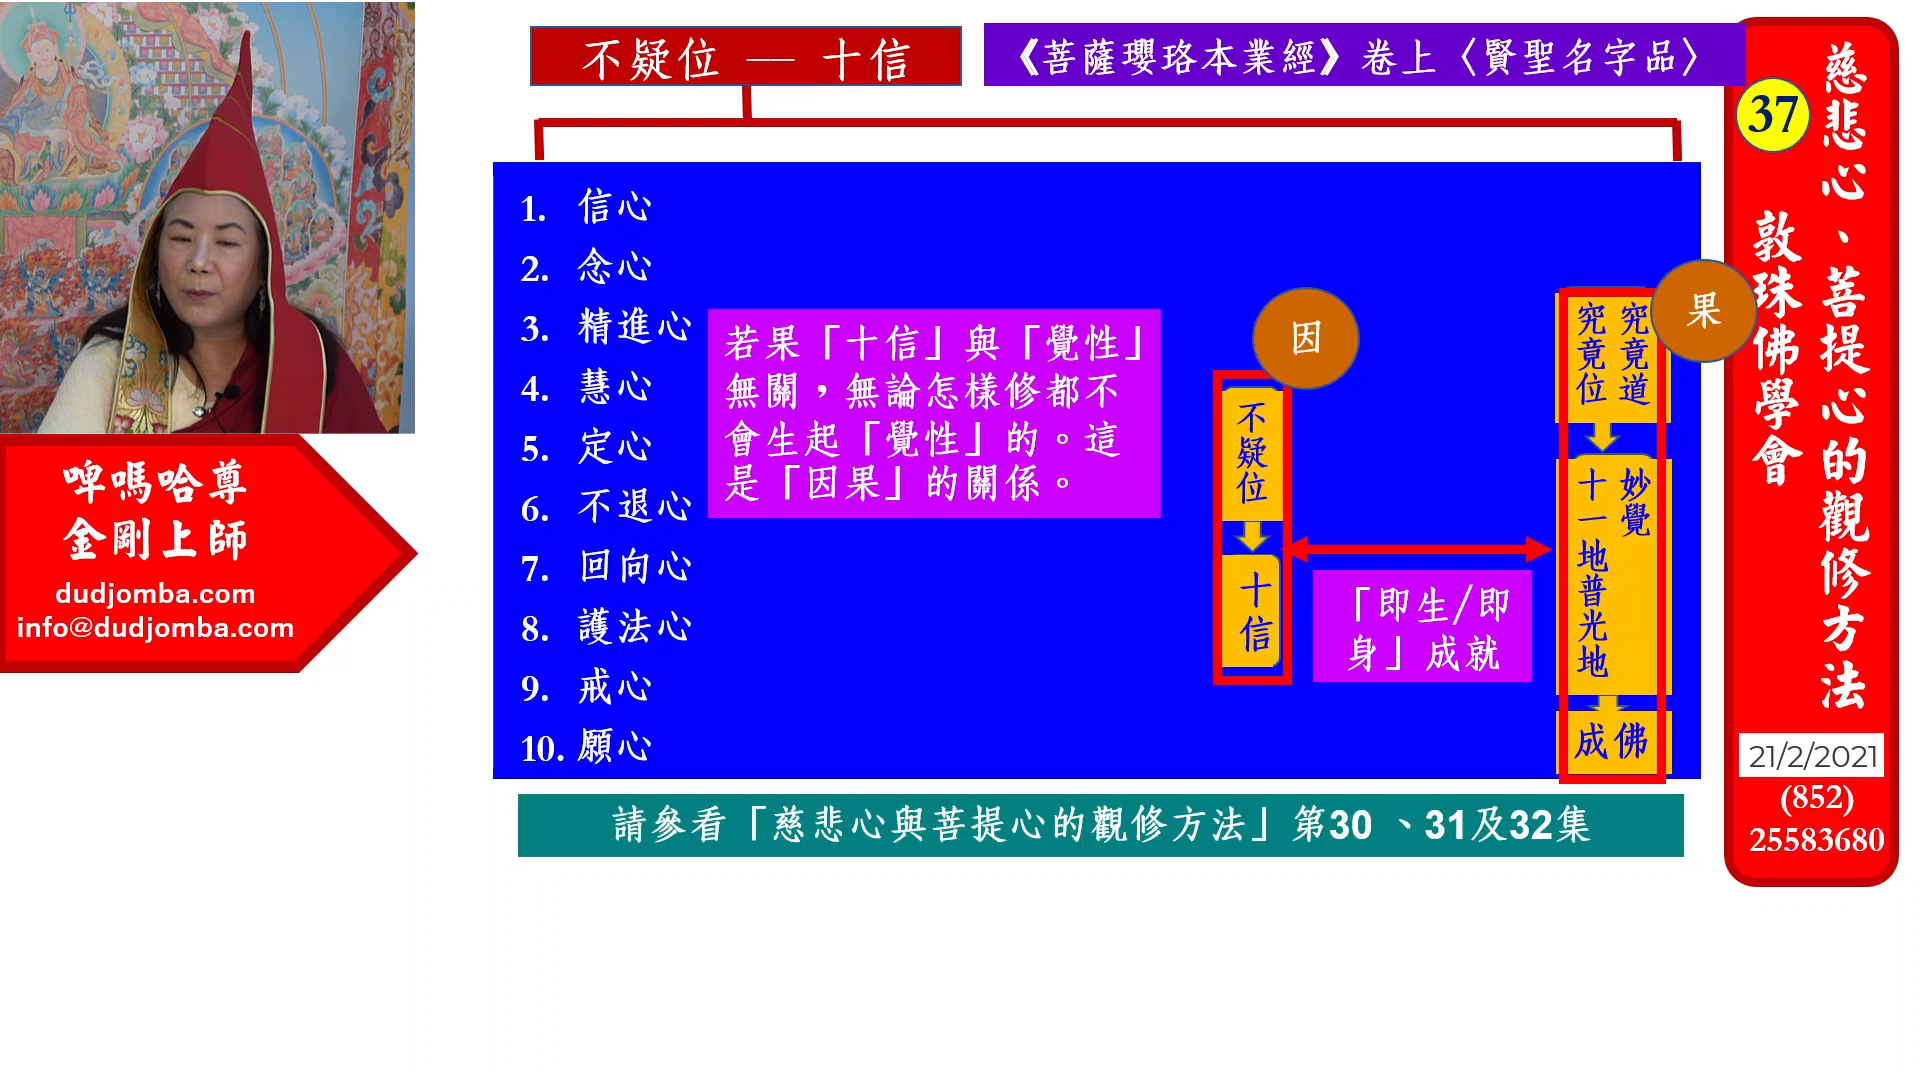 不疑位 — 十信
《菩薩瓔珞本業經》卷上〈賢聖名字品〉
1. 信心
2. 念心
3. 精進心
4. 慧心
5. 定心
6. 不退心
7. 回向心
8. 護法心
9. 戒心
10. 願心
若果「十信」與「覺性」
無關，無論怎樣修都不
會生起「覺性」的。這
是「因果」的關係。
因
不疑位
十信
「即生/即
身」成就
果
究竟道
究竟位
妙覺
十一地普光地
成佛
請參看「慈悲心與菩提心的觀修方法」第30 、31及32集
慈悲心、菩提心的觀修方法
37
敦珠佛學會
21/2/2021
(852)
25583680
啤嗎哈尊
金剛上師
dudjomba.com
info@dudjomba.com